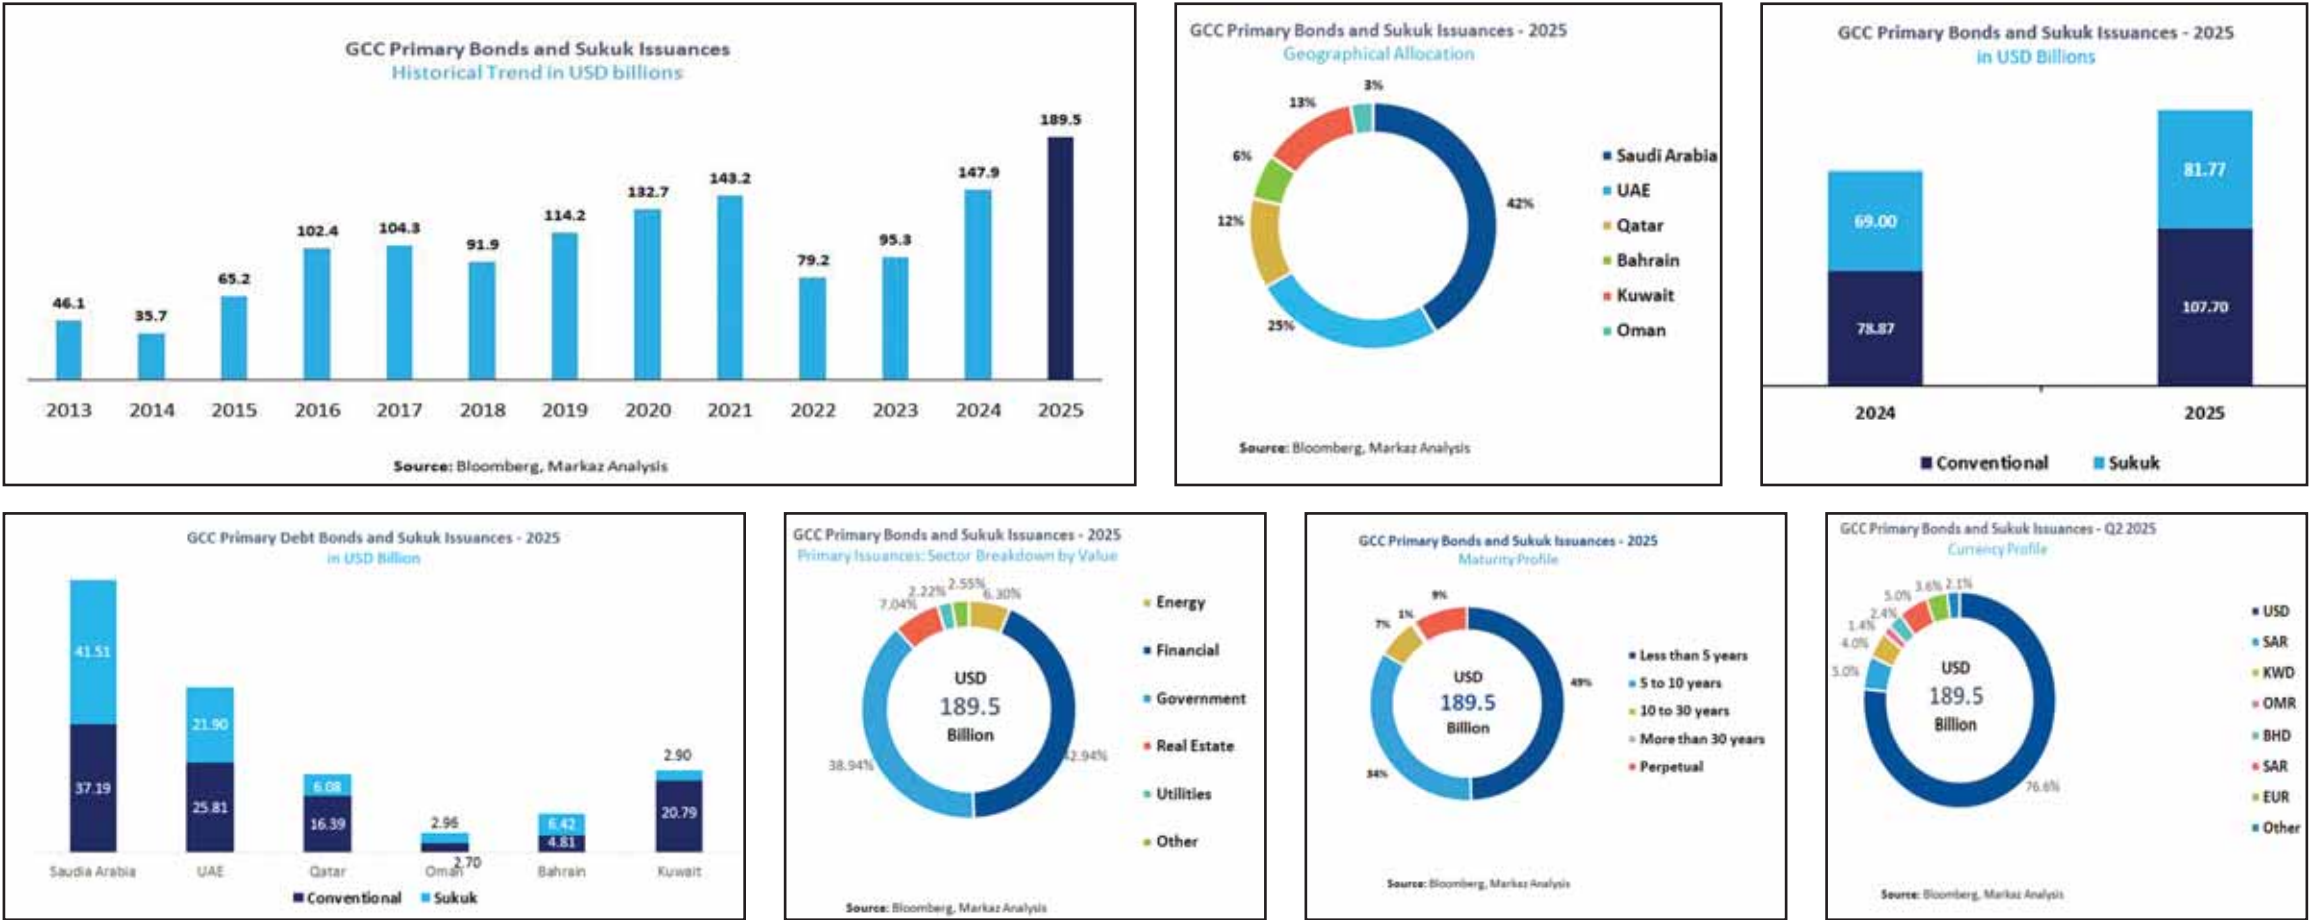 GCC Primary Bonds and Sukuk Issuances
Historical Trend in USD billions
46.1
35.7
65.2
102.4
104.3
91.9
114.2
132.7
143.2
79.2
95.3
147.9
189.5
2013 2014 2015 2016 2017 2018 2019 2020 2021 2022 2023 2024 2025
Source: Bloomberg, Markaz Analysis
GCC Primary Bonds and Sukuk Issuances - 2025
Geographical Allocation
3%
13%
6%
12%
25%
42%
Saudi Arabia
UAE
Qatar
Bahrain
Kuwait
Oman
Source: Bloomberg, Markaz Analysis
GCC Primary Bonds and Sukuk Issuances - 2025
in USD Billions
69.00
78.87
81.77
107.70
2024 2025
Conventional Sukuk
GCC Primary Debt Bonds and Sukuk Issuances - 2025
in USD Billion
41.51
37.19
21.90
25.81
6.08
16.39
2.96
2.70
6.42
4.81
2.90
20.79
Saudia Arabia UAE Qatar Oman Bahrain Kuwait
Conventional Sukuk
GCC Primary Bonds and Sukuk Issuances - 2025
Primary Issuances: Sector Breakdown by Value
7.04% 2.22% 2.55% 6.30%
38.94%
42.94%
USD
189.5
Billion
Energy
Financial
Government
Real Estate
Utilities
Other
Source: Bloomberg, Markaz Analysis
GCC Primary Bonds and Sukuk Issuances - 2025
Maturity Profile
9%
1%
7%
34%
49%
USD
189.5
Billion
Less than 5 years
5 to 10 years
10 to 30 years
More than 30 years
Perpetual
Source: Bloomberg, Markaz Analysis
GCC Primary Bonds and Sukuk Issuances - Q2 2025
Currency Profile
5.0% 3.6% 2.1%
2.4%
1.4%
4.0%
5.0%
76.6%
USD
189.5
Billion
USD
SAR
KWD
OMR
BHD
SAR
EUR
Other
Source: Bloomberg, Markaz Analysis